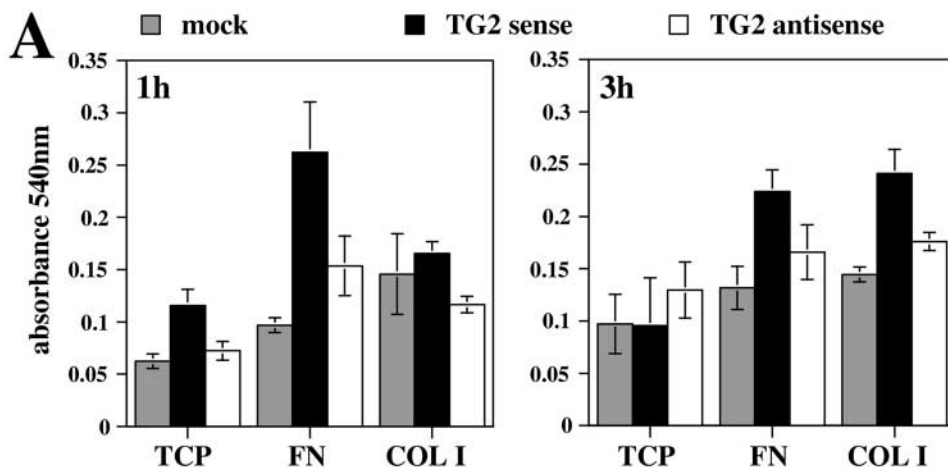 A
mock TG2 sense TG2 antisense
absorbance 540nm
0.35
0.3
0.25
0.2
0.15
0.1
0.05
0
1h
TCP FN COL I
0.35
0.3
0.25
0.2
0.15
0.1
0.05
0
3h
TCP FN COL I